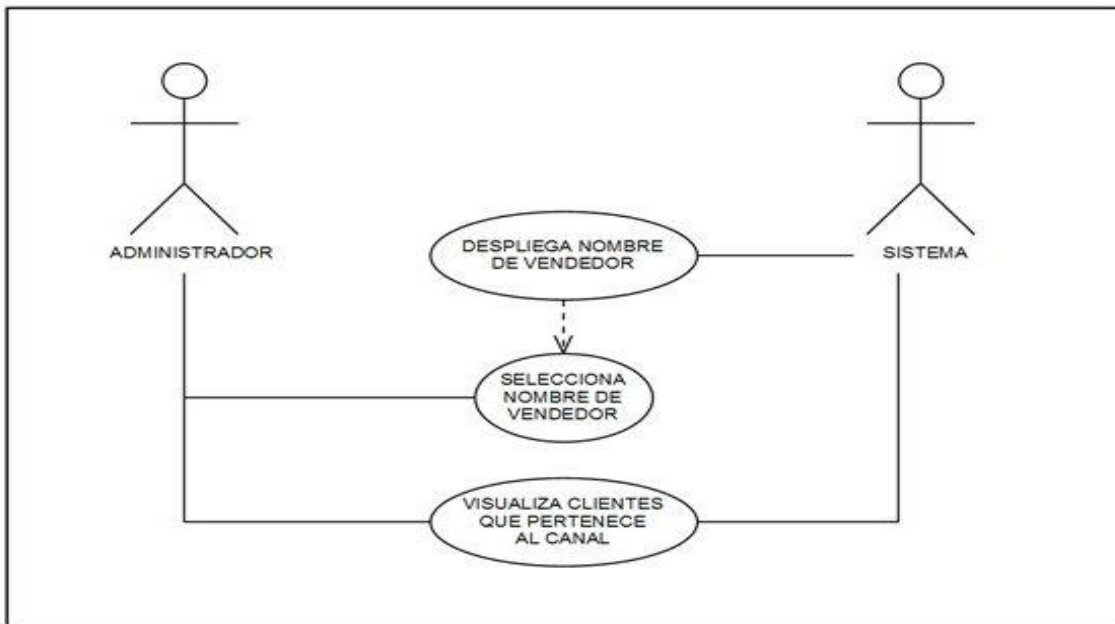 ADMINISTRADOR
DESPLIEGA NOMBRE
DE VENDEDOR
SISTEMA
SELECCIONA
NOMBRE DE
VENDEDOR
VISUALIZA CLIENTES
QUE PERTENECE
AL CANAL